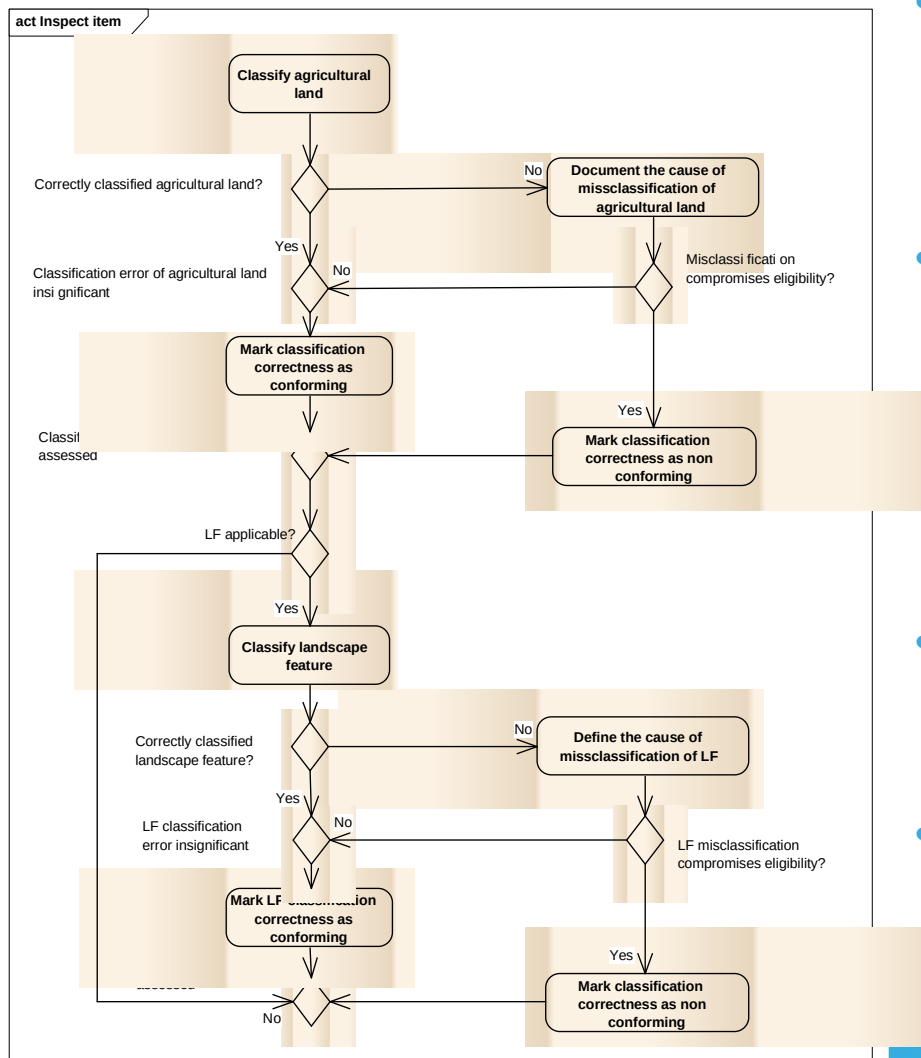 act Inspect item
Classify agricultural
land
Correctly classified agricultural land?
No
Document the cause of
missclassification of
agricultural land
Yes
Classification error of agricultural land
insi gnificant
No
Misclassi ficati on
compromises eligibility?
Mark classification
correctness as
conforming
Yes
assessed
Mark classification
correctness as non
conforming
LF applicable?
Yes
Classify landscape
feature
Correctly classified
landscape feature?
No
Define the cause of
missclassification of LF
Yes
LF classification
error insignificant
No
LF misclassification
compromises eligibility?
Mark LF classification
correctness as
conforming
Yes
Mark classification
correctness as non
conforming
assessed
No